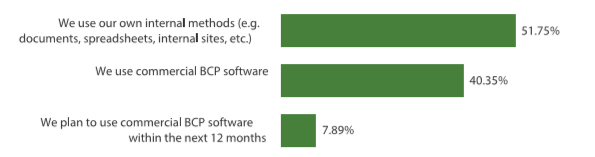 We use our own internal methods (e.g.
documents, spreadsheets, internal sites, etc.)
51.75%
We use commercial BCP software
40.35%
We plan to use commercial BCP software
within the next 12 months
7.89%